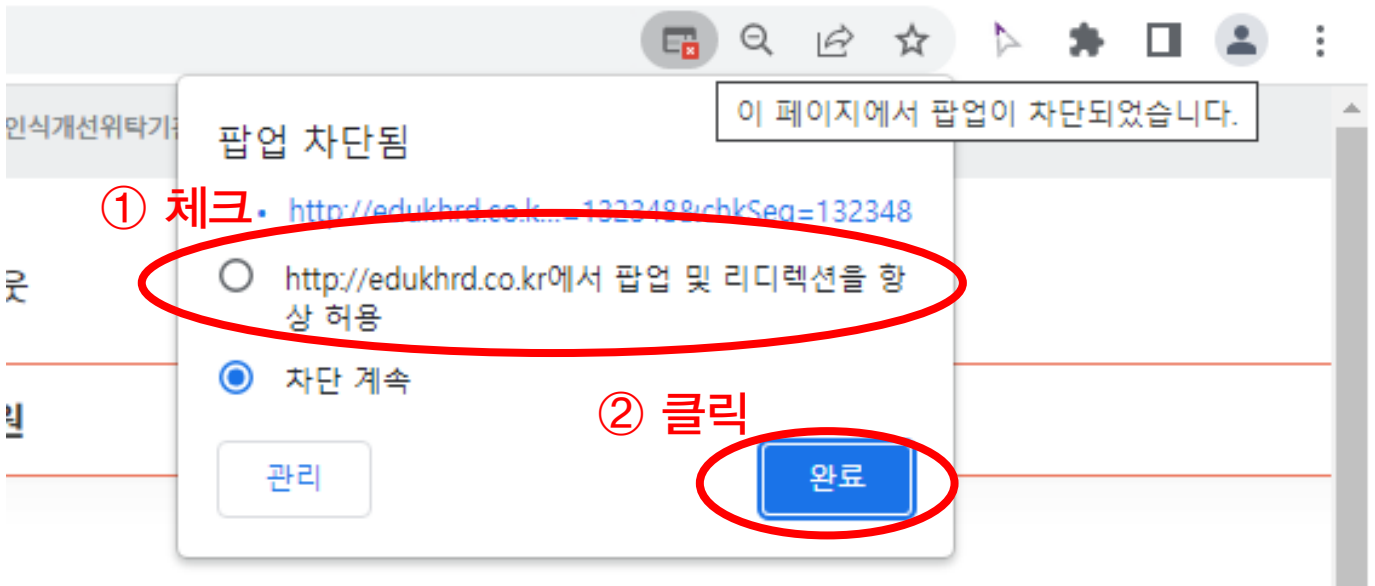 이 페이지에서 팝업이 차단되었습니다.
인식개선위탁기
팝업 차단됨
① 체크
• http://edukhrd.co.k...=132348&chkSeq=132348
http://edukhrd.co.kr에서 팝업 및 리디렉션을 항
상 허용
차단 계속
② 클릭
관리
완료